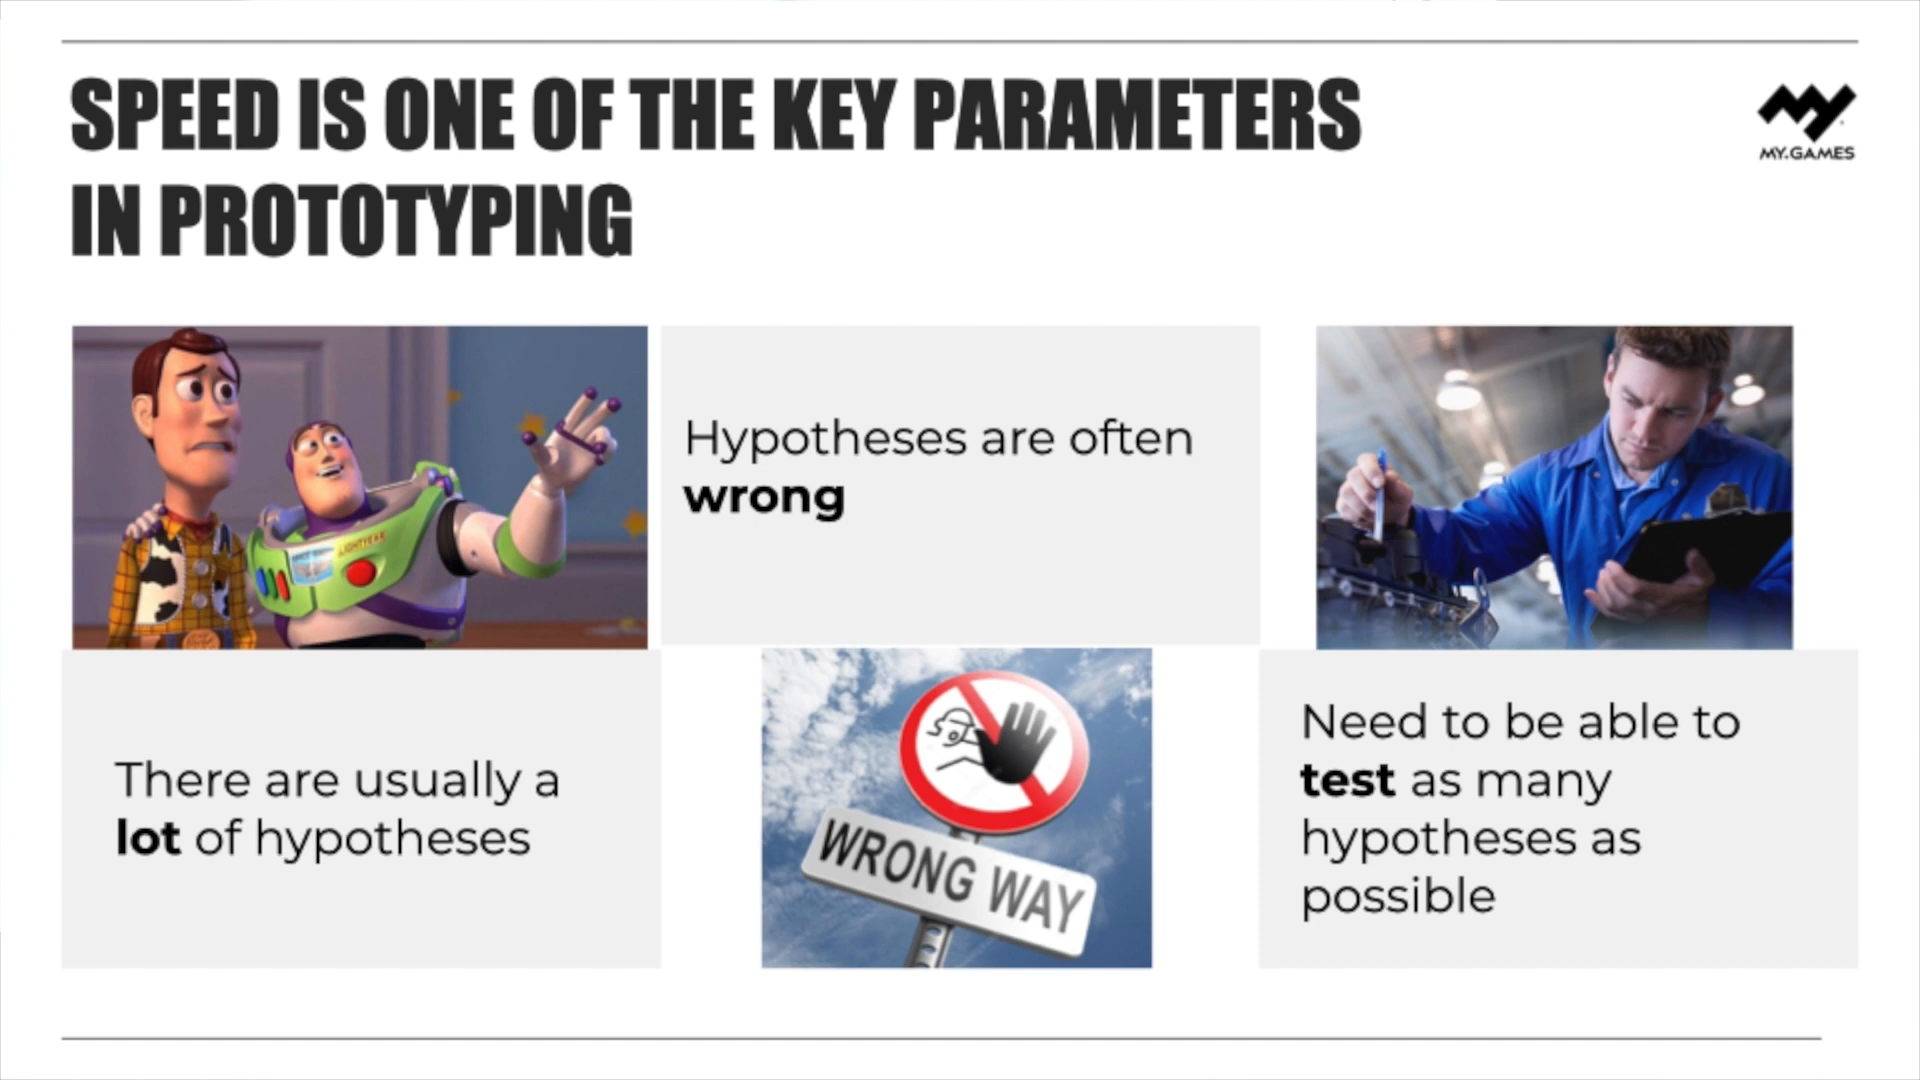 SPEED IS ONE OF THE KEY PARAMETERS
IN PROTOTYPING
MY.GAMES
LIGHTYEAR
Hypotheses are often
wrong
There are usually a
lot of hypotheses
WRONG WAY
Need to be able to
test as many
hypotheses as
possible